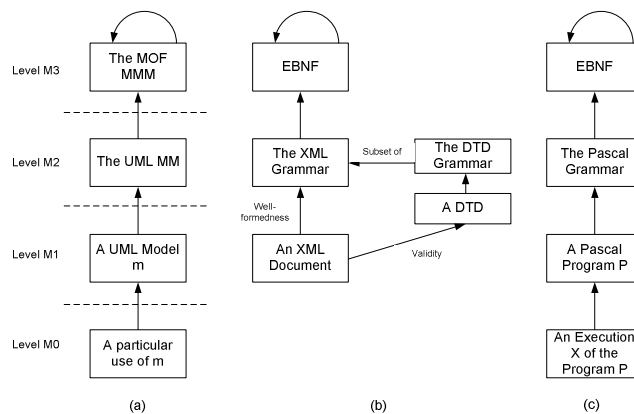 Level M3
The MOF
MMM
EBNF
EBNF
Level M2
The UML MM
The XML
Grammar
Subset of
The DTD
Grammar
The Pascal
Grammar
Well-
formedness
A DTD
Level M1
A UML Model
m
An XML
Document
Validity
A Pascal
Program P
Level M0
A particular
use of m
An Execution
X of the
Program P
(a)
(b)
(c)